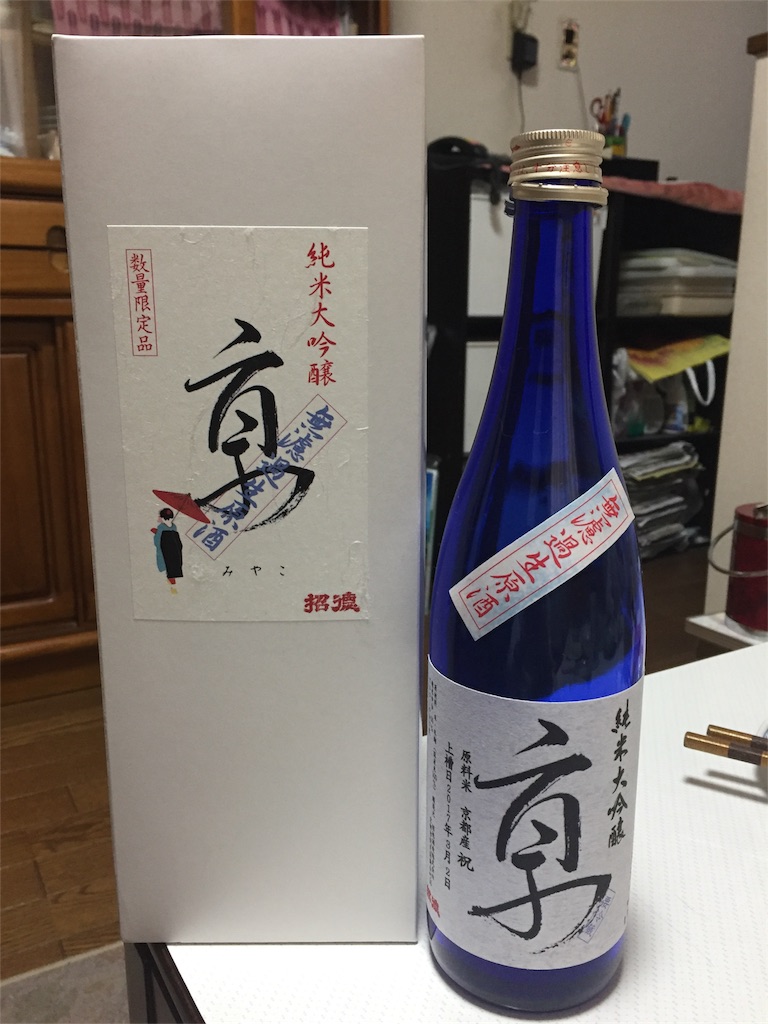 純米大吟醸
京
みやこ
数量限定品
無濾過生原酒
招德
無濾過生原酒
純米大吟醸
京
原料米 京都産 祝
上槽日2017年3月2日
招德